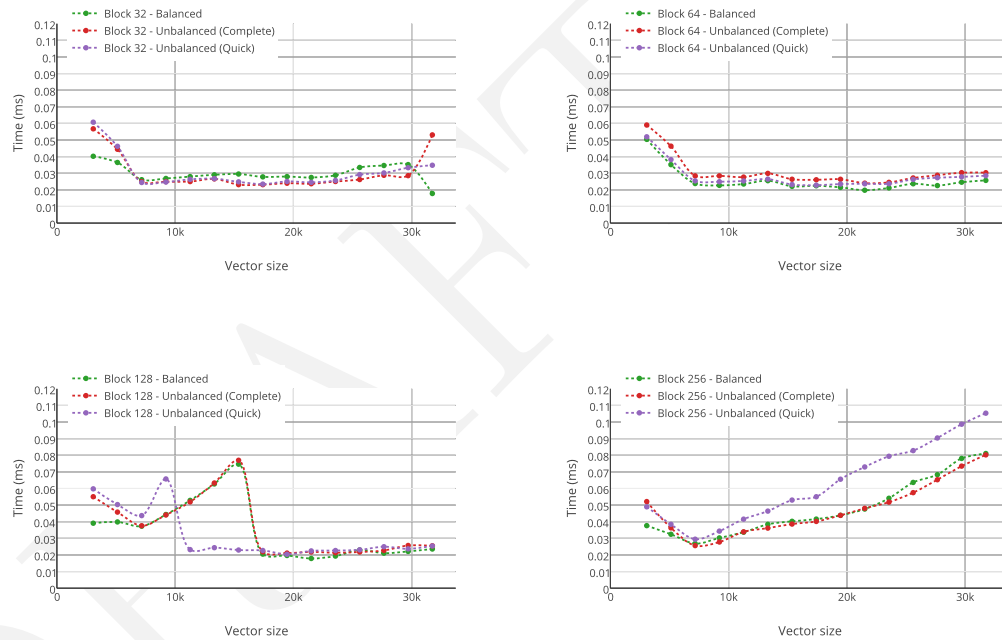 Block 32 - Balanced
Block 32 - Unbalanced (Complete)
Block 32 - Unbalanced (Quick)
0.12
0.11
0.1
0.09
0.08
0.07
0.06
0.05
0.04
0.03
0.02
0.01
0
Time (ms)
0
10k
20k
30k
Vector size
Block 64 - Balanced
Block 64 - Unbalanced (Complete)
Block 64 - Unbalanced (Quick)
0.12
0.11
0.1
0.09
0.08
0.07
0.06
0.05
0.04
0.03
0.02
0.01
0
Time (ms)
0
10k
20k
30k
Vector size
Block 128 - Balanced
Block 128 - Unbalanced (Complete)
Block 128 - Unbalanced (Quick)
0.12
0.11
0.1
0.09
0.08
0.07
0.06
0.05
0.04
0.03
0.02
0.01
0
Time (ms)
0
10k
20k
30k
Vector size
Block 256 - Balanced
Block 256 - Unbalanced (Complete)
Block 256 - Unbalanced (Quick)
0.12
0.11
0.1
0.09
0.08
0.07
0.06
0.05
0.04
0.03
0.02
0.01
0
Time (ms)
0
10k
20k
30k
Vector size
DRAFT